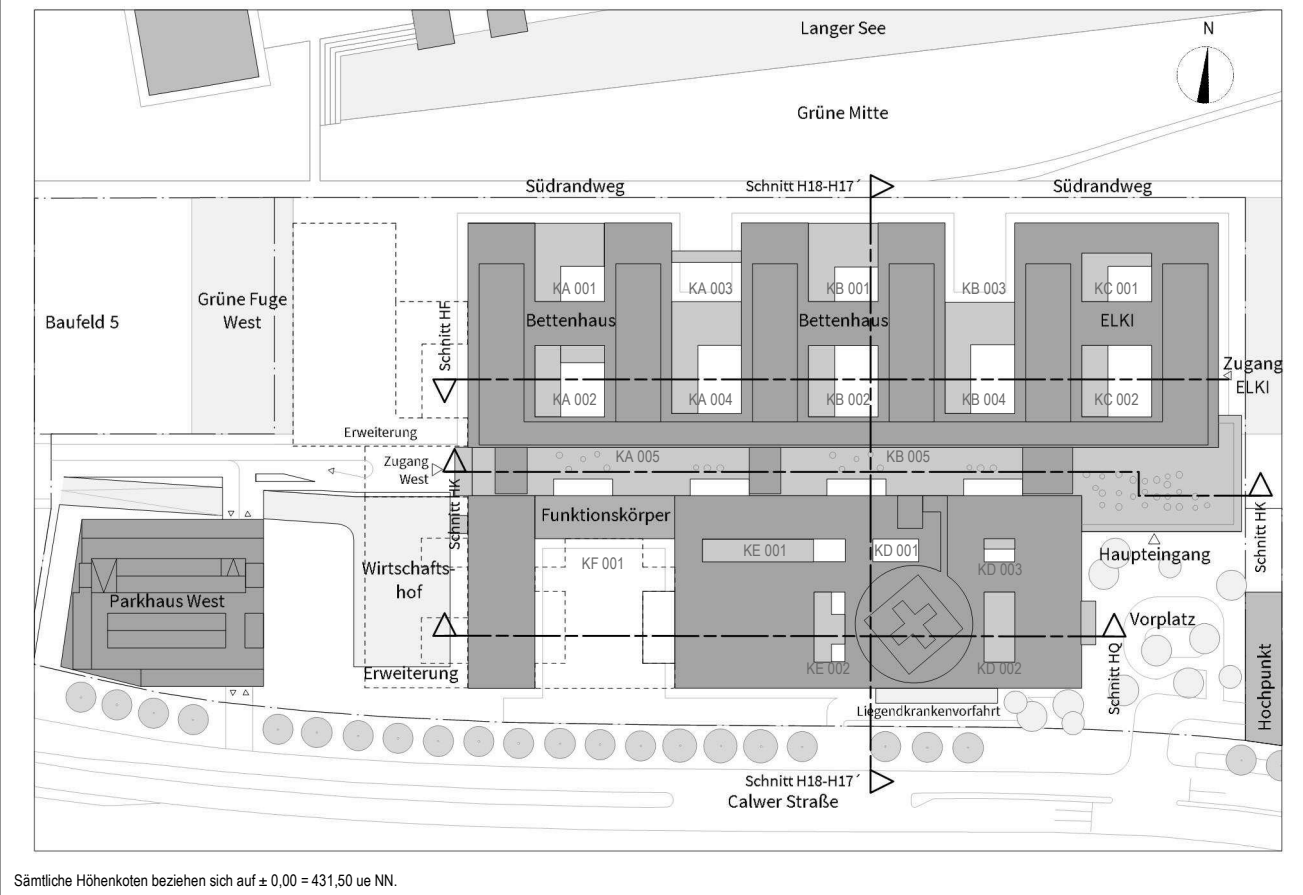 Langer See
N
Grüne Mitte
Südrandweg
Schnitt H18-H17´
Südrandweg
KA 001
KA 003
KB 001
KB 003
KC 001
Grüne Fuge
West
Baufeld 5
Schnitt HF
Bettenhaus
Bettenhaus
ELKI
Zugang
ELKI
KA 002
KA 004
KB 002
KB 004
KC 002
Erweiterung
Zugang
West
KA 005
KB 005
Schnitt HK
Schnitt HK
Funktionskörper
KE 001
KD 001
KD 003
Haupteingang
KF 001
Wirtschafts-
hof
Parkhaus West
Vorplatz
Erweiterung
KE 002
KD 002
Schnitt HQ
Hochpunkt
Liegendkrankenvorfahrt
Schnitt H18-H17´
Calwer Straße
Sämtliche Höhenkoten beziehen sich auf ± 0,00 = 431,50 ue NN.